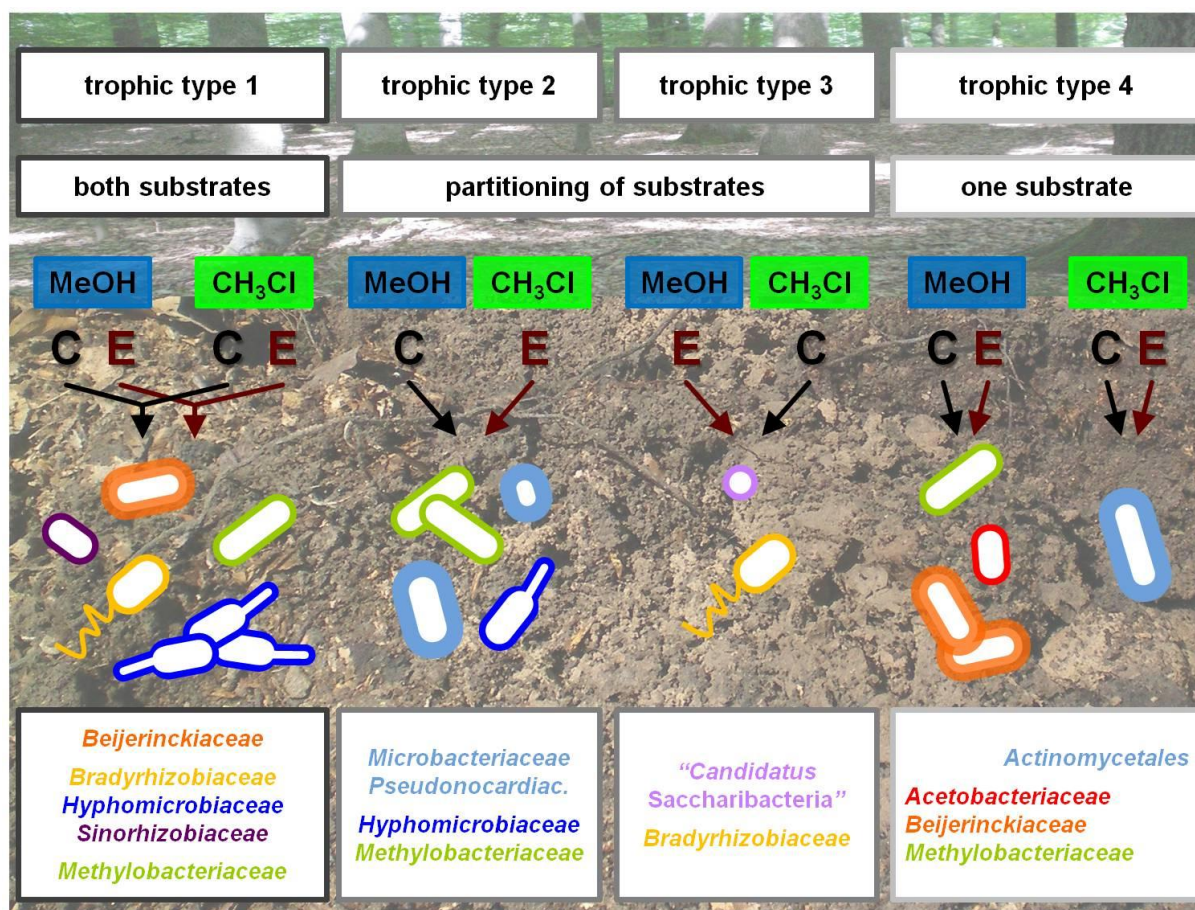 trophic type 1
trophic type 2
trophic type 3
trophic type 4
both substrates
partitioning of substrates
one substrate
MeOH
CH₃Cl
MeOH
CH₃Cl
MeOH
CH₃Cl
MeOH
CH₃Cl
C E
C E
C
E
E
C
C E
C E
Beijerinckiaceae
Bradyrhizobiaceae
Hyphomicrobiaceae
Sinorhizobiaceae
Methylobacteriaceae
Microbacteriaceae
Pseudonocardiac.
Hyphomicrobiaceae
Methylobacteriaceae
“Candidatus
Saccharibacteria”
Bradyrhizobiaceae
Actinomycetales
Acetobacteriaceae
Beijerinckiaceae
Methylobacteriaceae